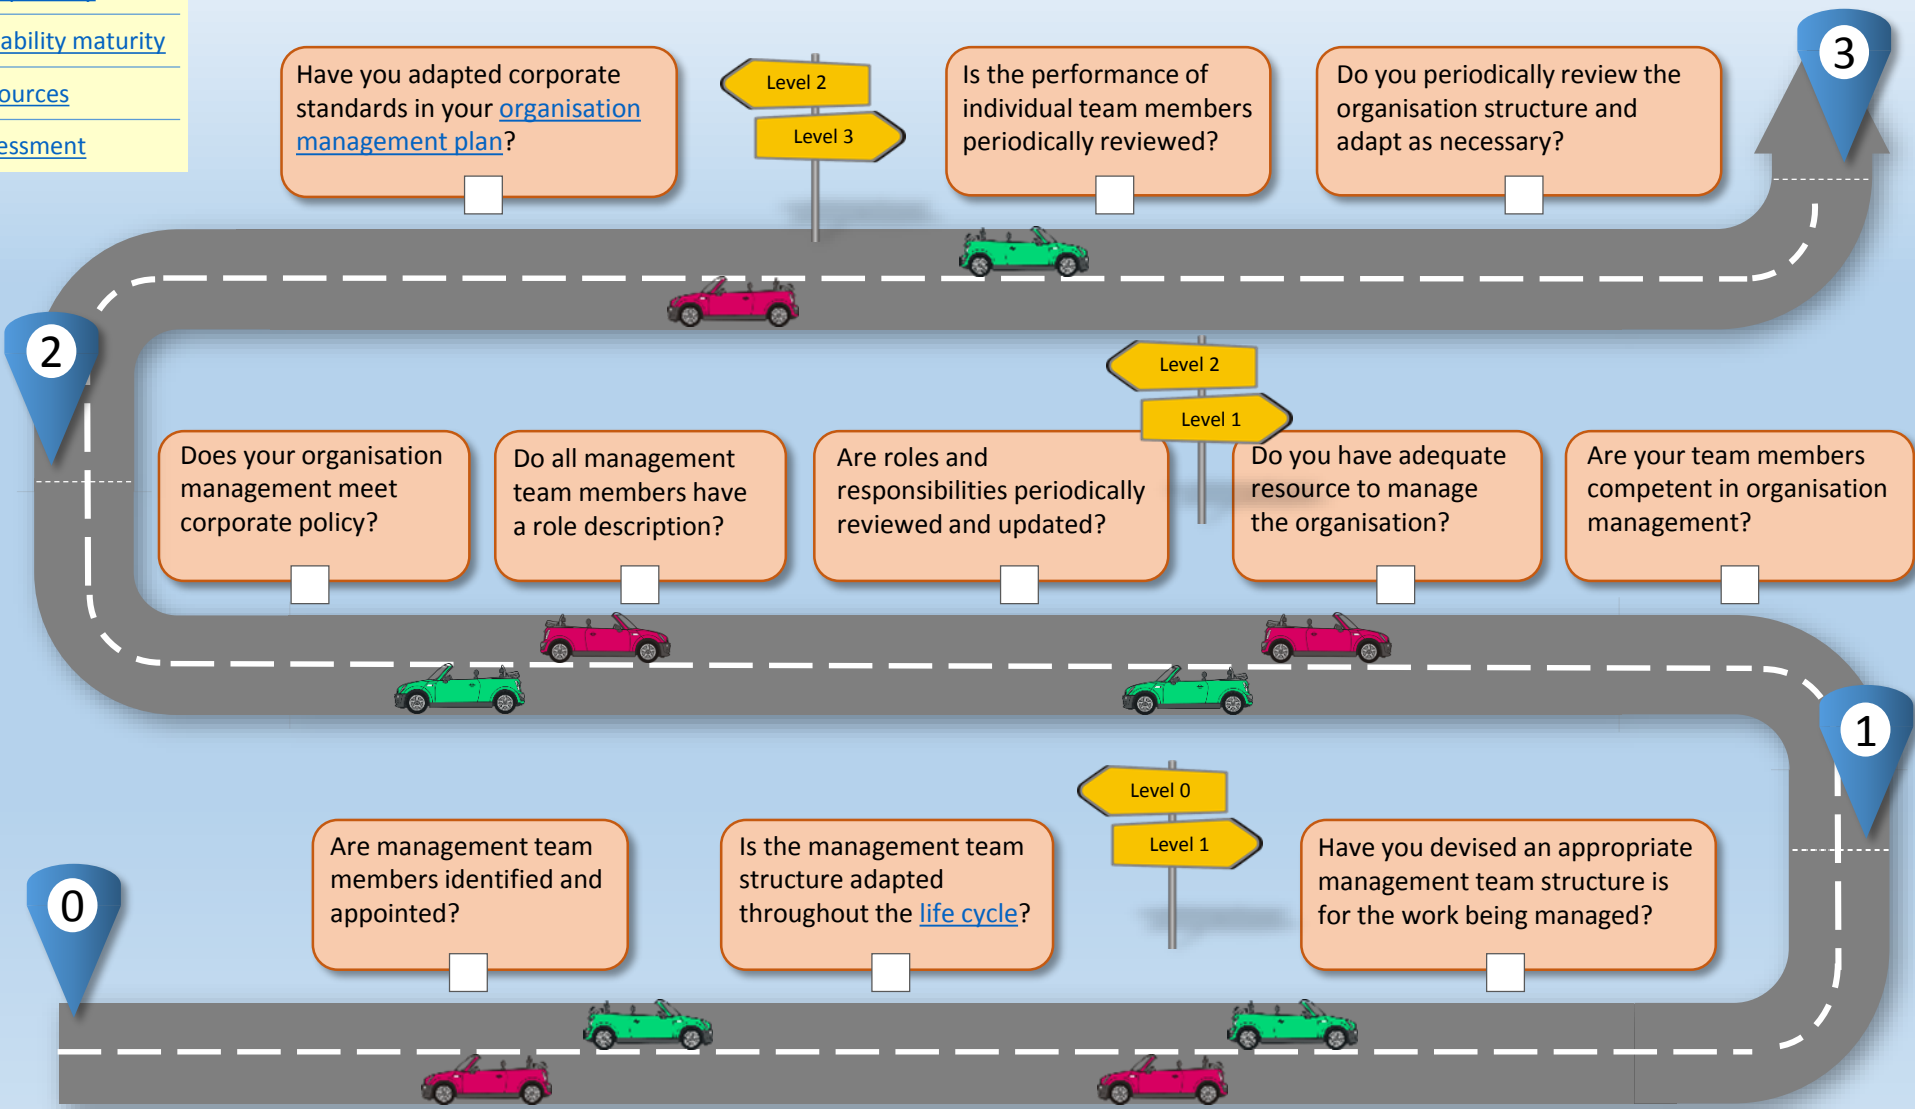 ability maturity
ources
essment
Have you adapted corporate
standards in your organisation
management plan?
Level 2
Level 3
Is the performance of
individual team members
periodically reviewed?
Do you periodically review the
organisation structure and
adapt as necessary?
3
2
Level 2
Level 1
Does your organisation
management meet
corporate policy?
Do all management
team members have
a role description?
Are roles and
responsibilities periodically
reviewed and updated?
Do you have adequate
resource to manage
the organisation?
Are your team members
competent in organisation
management?
1
Level 0
Level 1
0
Are management team
members identified and
appointed?
Is the management team
structure adapted
throughout the life cycle?
Have you devised an appropriate
management team structure is
for the work being managed?